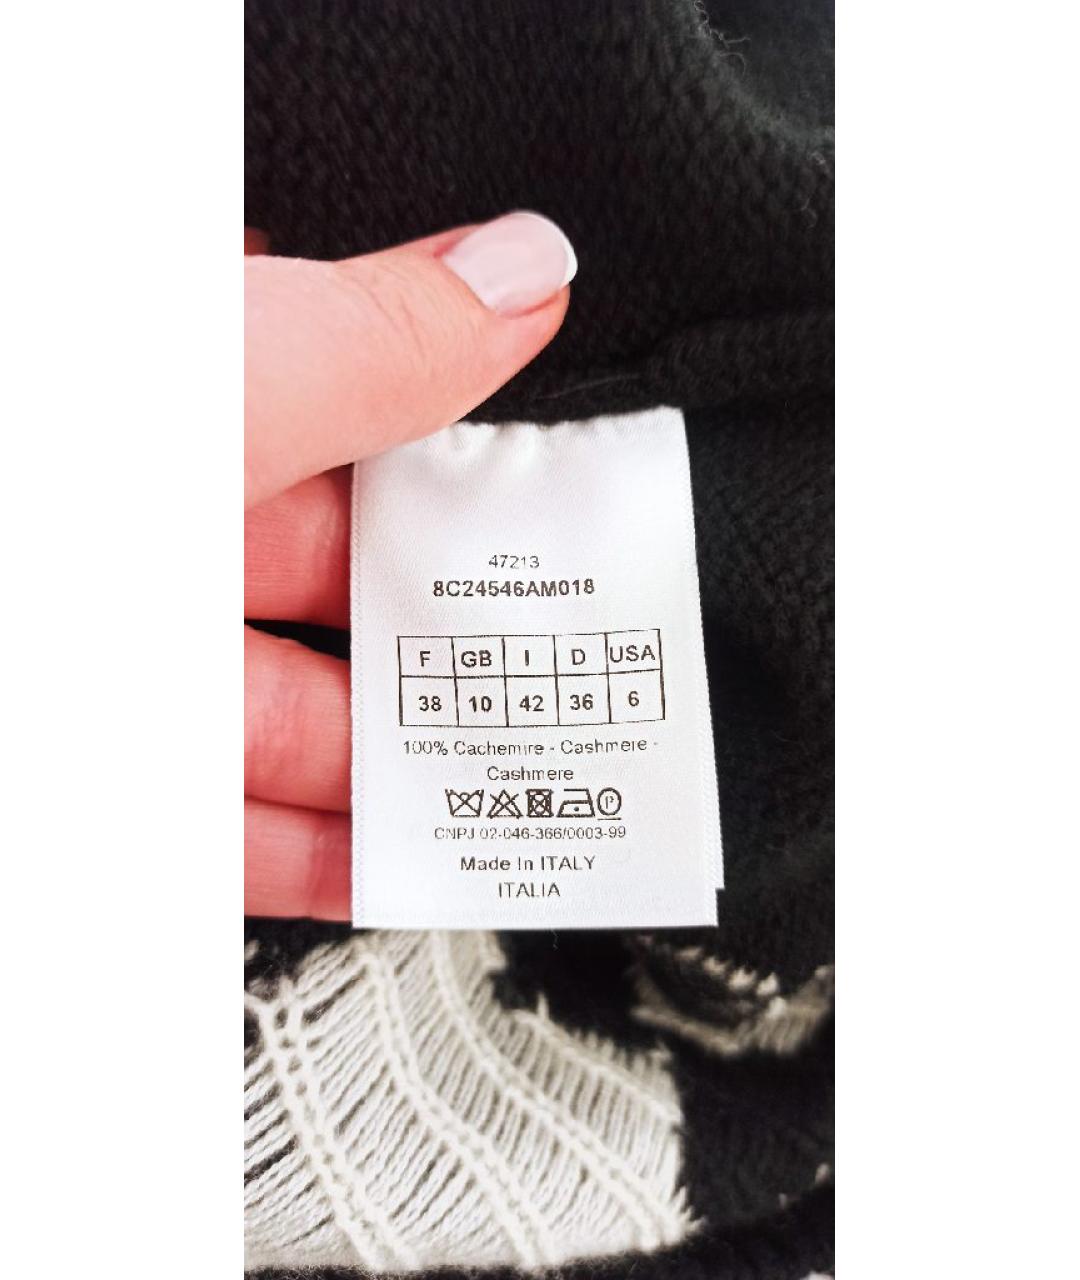 47213
8C24546AM018
F GB I D USA
38 10 42 36 6
100% Cachemire - Cashmere -
Cashmere
P
CNPJ 02-046-366/0003-99
Made In ITALY
ITALIA